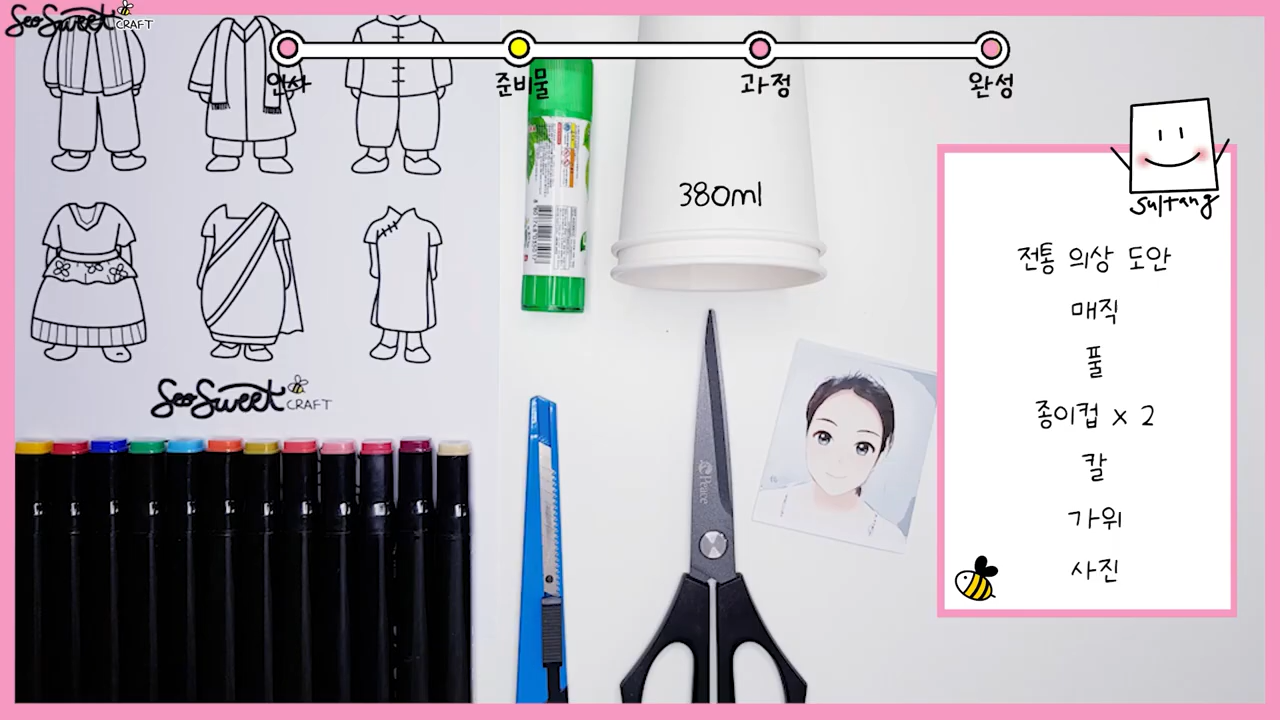 SeoSweet CRAFT
인사 준비물 과정 완성
380ml
sultang
전통 의상 도안
매직
풀
종이컵 x 2
칼
가위
사진
SeoSweet CRAFT
Peace